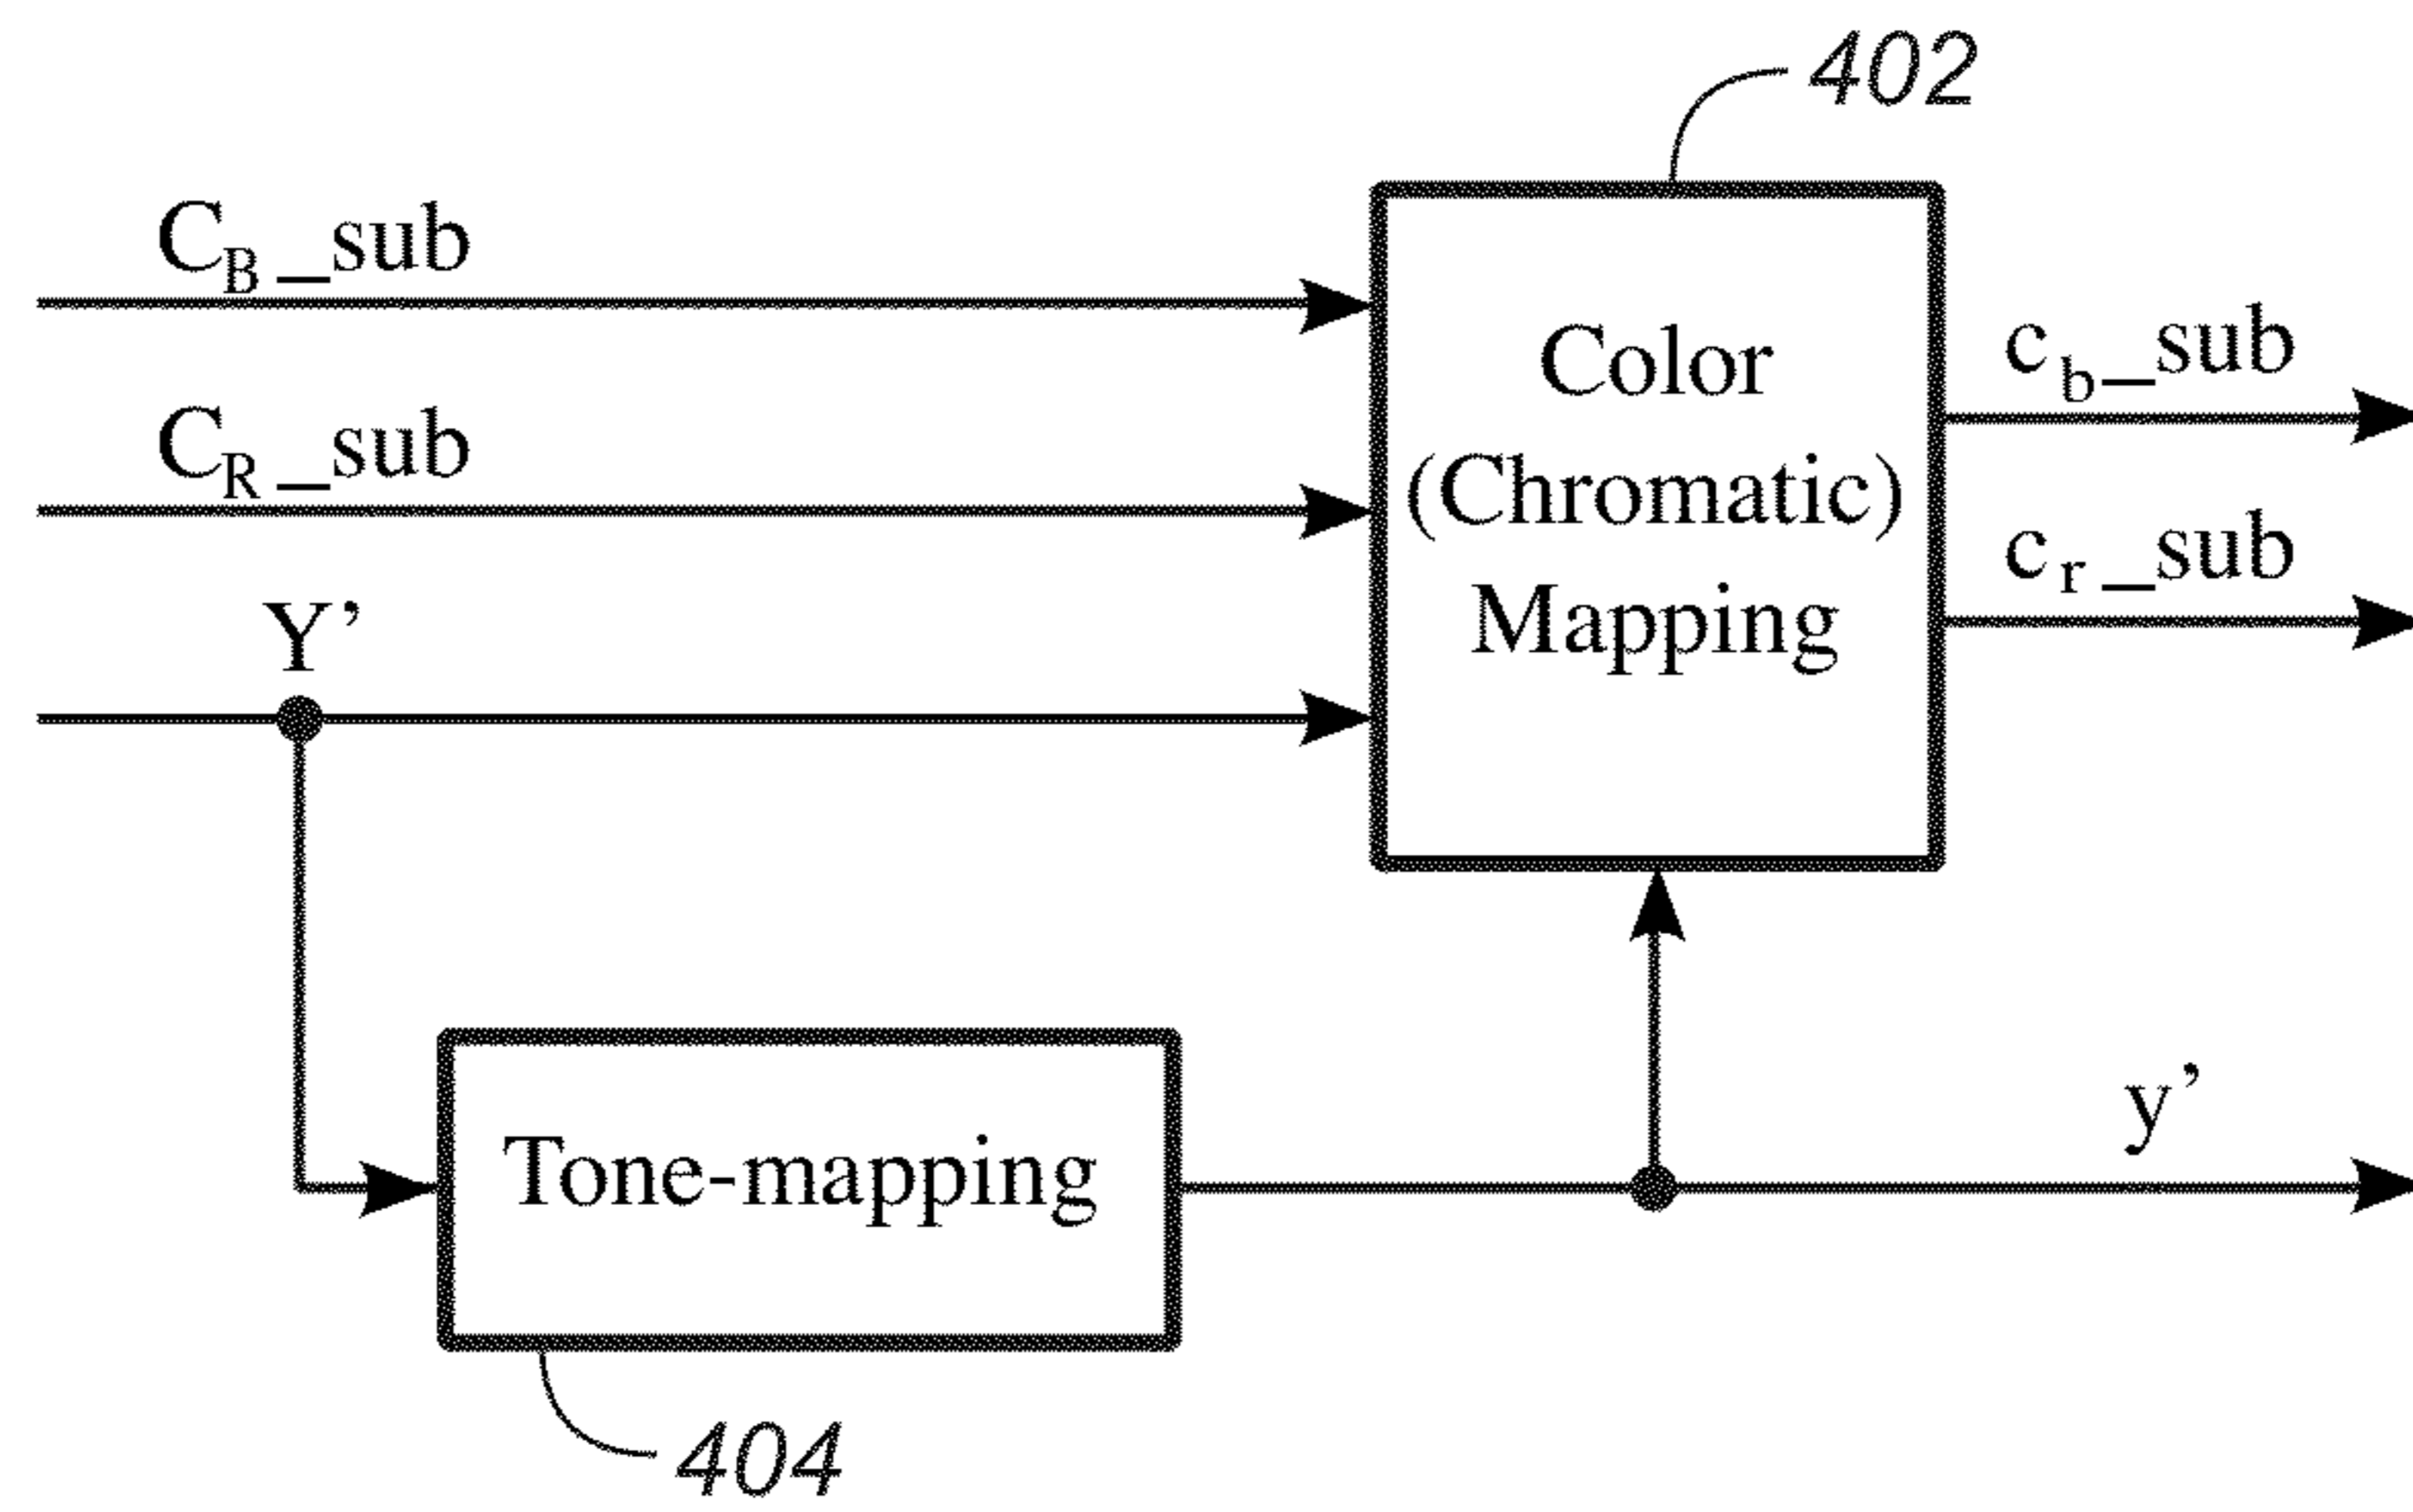 402
C_B_sub
C_R_sub
Y’
Color
(Chromatic)
Mapping
c_b_sub
c_r_sub
Tone-mapping
y’
404